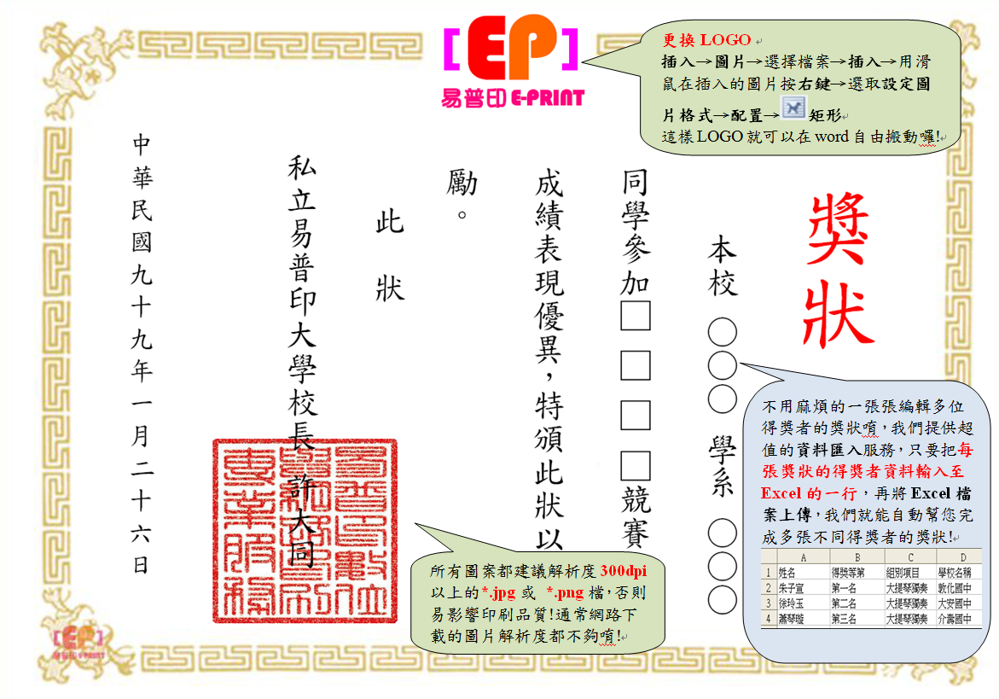 [EP]
易普印 E-PRINT
更換 LOGO
插入→圖片→選擇檔案→插入→用滑
鼠在插入的圖片按右鍵→選取設定圖
片格式→配置→矩形
這樣 LOGO 就可以在 word 自由搬動囉!
獎狀
本校 ○○○ 學系 ○○○
同學參加□□□□競賽
成績表現優異，特頒此狀以
勵。
此狀
私立易普印大學校長 許大同
中華民國九十九年一月二十六日
不用麻煩的一張張編輯多位
得獎者的獎狀唷，我們提供超
值的資料匯入服務，只要把每
張獎狀的得獎者資料輸入至
Excel 的一行，再將 Excel 檔
案上傳，我們就能自動幫您完
成多張不同得獎者的獎狀!
A B C D
1 姓名 得獎等第 組別項目 學校名稱
2 朱子宣 第一名 大提琴獨奏 敦化國中
3 徐玲玉 第二名 大提琴獨奏 大安國中
4 蕭琴璇 第三名 大提琴獨奏 介壽國中
所有圖案都建議解析度 300dpi
以上的*.jpg 或 *.png 檔，否則
易影響印刷品質!通常網路下
載的圖片解析度都不夠唷!
[EP]
易普印 E-PRINT